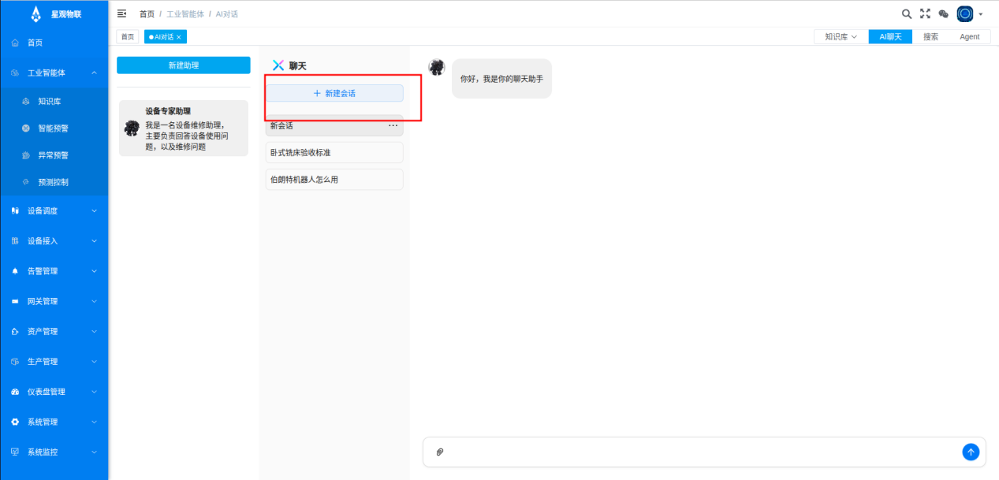 星观物联
首页 / 工业智能体 / AI对话
首页
AI对话 ×
知识库
AI聊天
搜索
Agent
首页
工业智能体
知识库
智能预警
异常预警
预测控制
设备调度
设备接入
告警管理
网关管理
资产管理
生产管理
仪表盘管理
系统管理
系统监控
新建助理
设备专家助理
我是一名设备维修助理，
主要负责回答设备使用问
题，以及维修问题
聊天
+ 新建会话
新会话 ...
卧式铣床验收标准
伯朗特机器人怎么用
你好，我是你的聊天助手